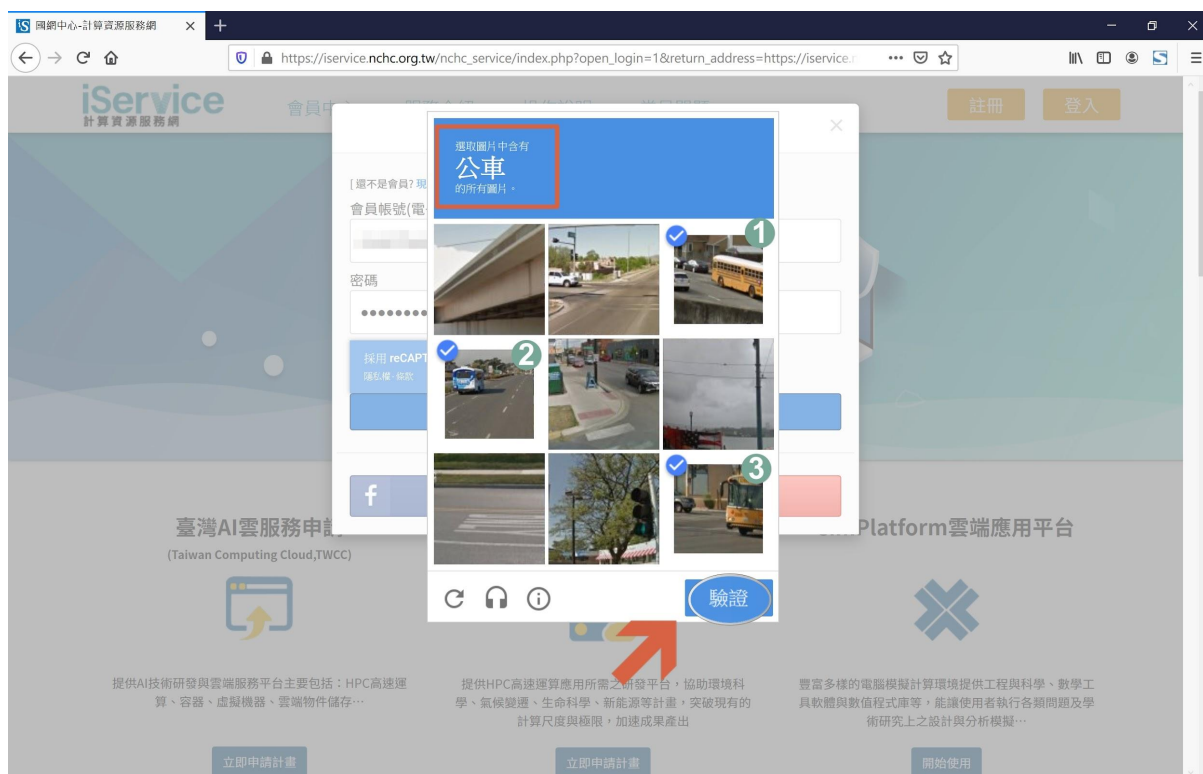 國網中心-計算資源服務網
https://iservice.nchc.org.tw/nchc_service/index.php?open_login=1&return_address=https://iservice.n
iService
計算資源服務網
註冊
登入
選取圖片中含有
公車
的所有圖片。
[ 還不是會員? 現
會員帳號(電
密碼
採用 reCAPT
隱私權 - 條款
1
2
3
f
驗證
臺灣AI雲服務申請
(Taiwan Computing Cloud,TWCC)
Platform雲端應用平台
提供AI技術研發與雲端服務平台主要包括：HPC高速運
算、容器、虛擬機器、雲端物件儲存…
提供HPC高速運算應用所需之研發平台，協助環境科
學、氣候變遷、生命科學、新能源等計畫，突破現有的
計算尺度與極限，加速成果產出
豐富多樣的電腦模擬計算環境提供工程與科學、數學工
具軟體與數值程式庫等，能讓使用者執行各類問題及學
術研究上之設計與分析模擬…
立即申請計畫
立即申請計畫
開始使用